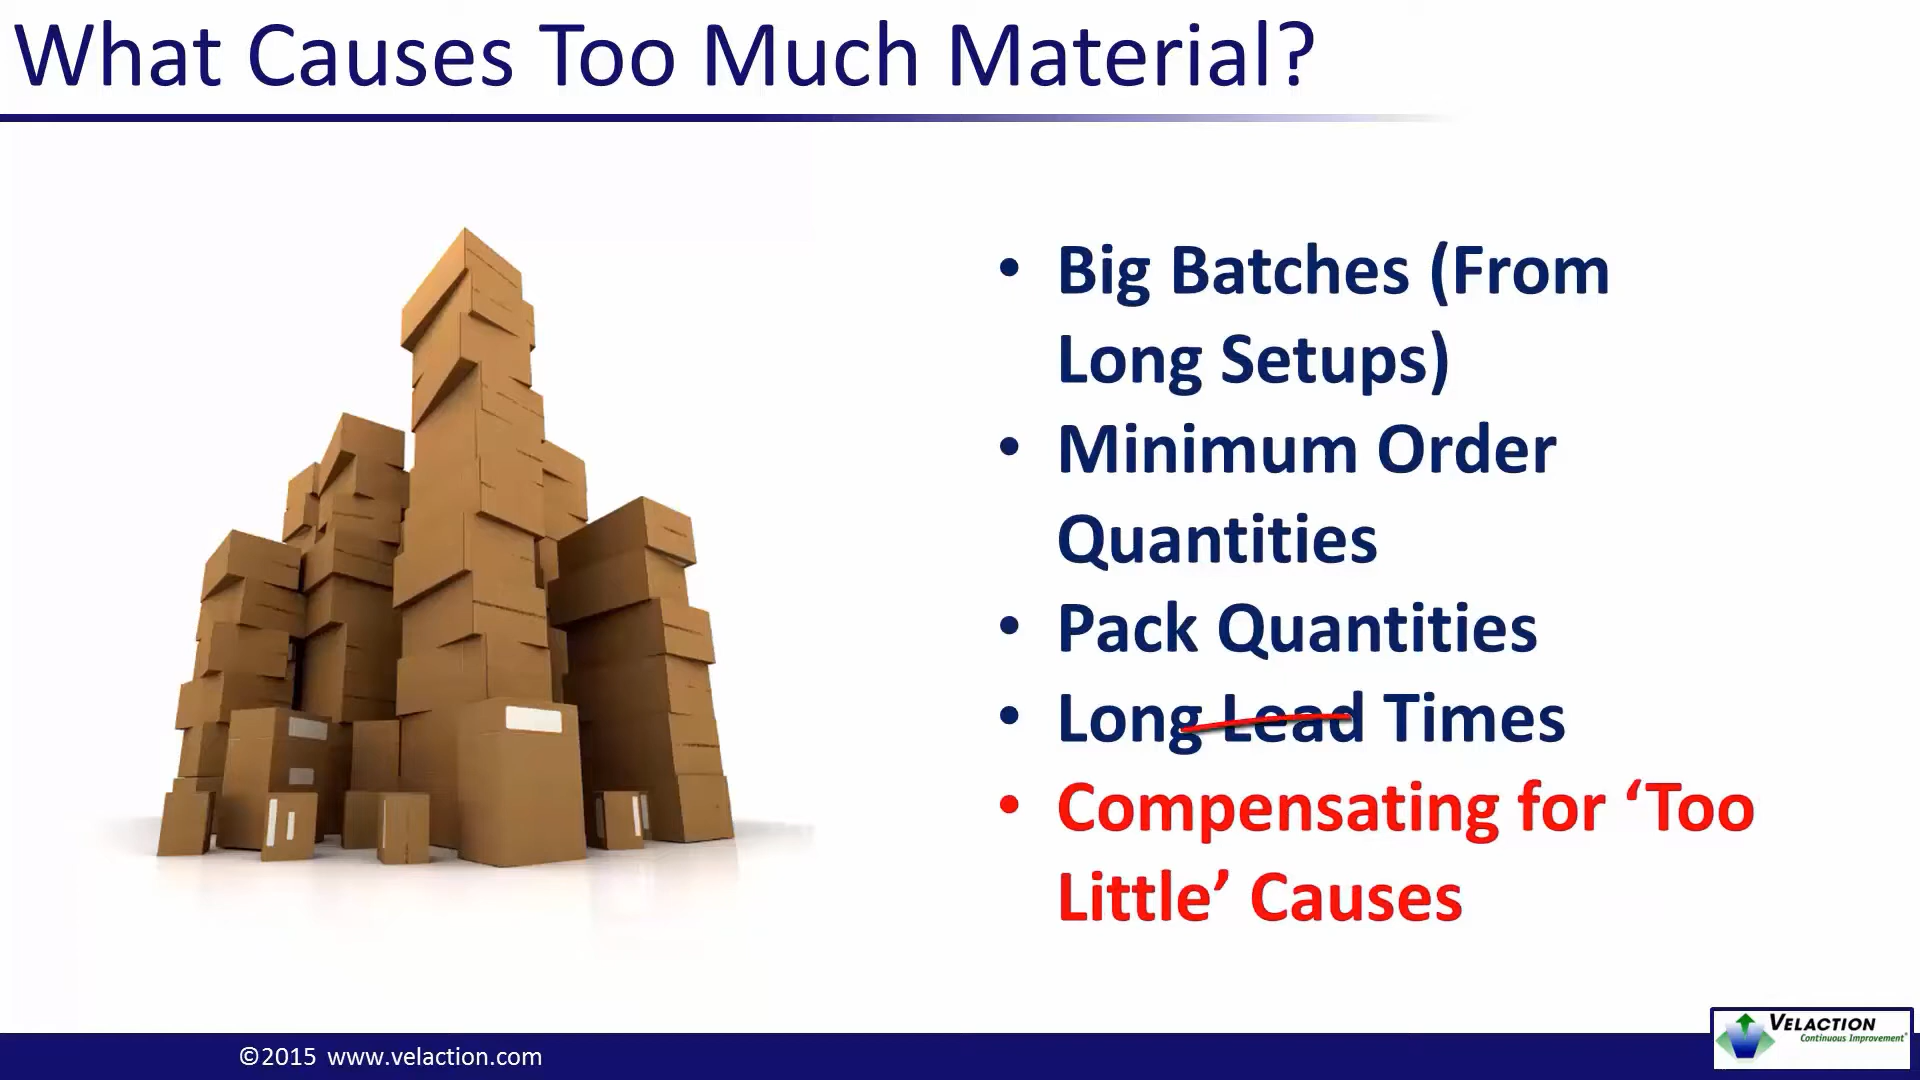 What Causes Too Much Material?
• Big Batches (From
Long Setups)
• Minimum Order
Quantities
• Pack Quantities
• Long Lead Times
• Compensating for ‘Too
Little’ Causes
©2015 www.velaction.com
VELACTION
Continuous Improvement